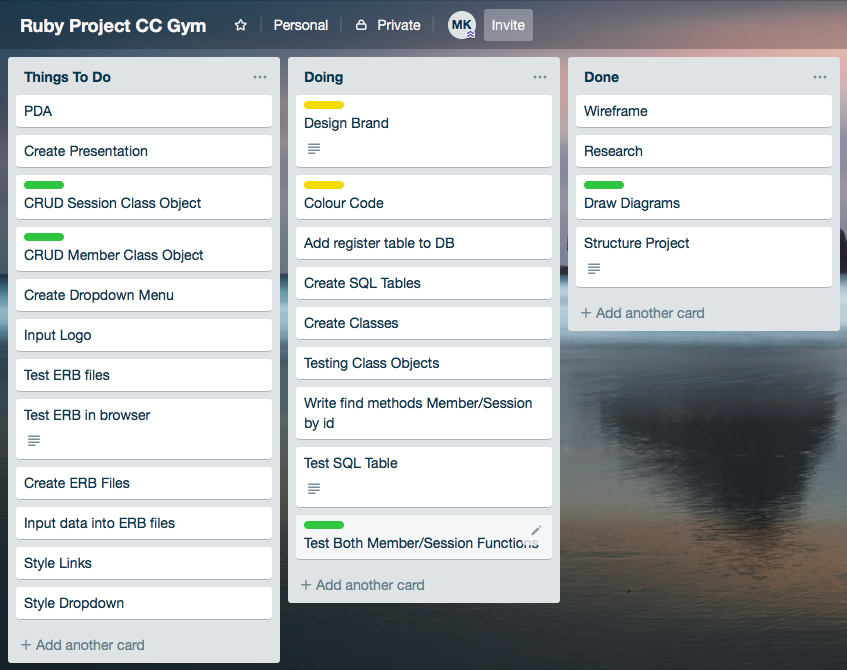 Ruby Project CC Gym
Personal
Private
MK
Invite
Things To Do
PDA
Create Presentation
CRUD Session Class Object
CRUD Member Class Object
Create Dropdown Menu
Input Logo
Test ERB files
Test ERB in browser
Create ERB Files
Input data into ERB files
Style Links
Style Dropdown
+ Add another card
Doing
Design Brand
Colour Code
Add register table to DB
Create SQL Tables
Create Classes
Testing Class Objects
Write find methods Member/Session
by id
Test SQL Table
Test Both Member/Session Functions
+ Add another card
Done
Wireframe
Research
Draw Diagrams
Structure Project
+ Add another card